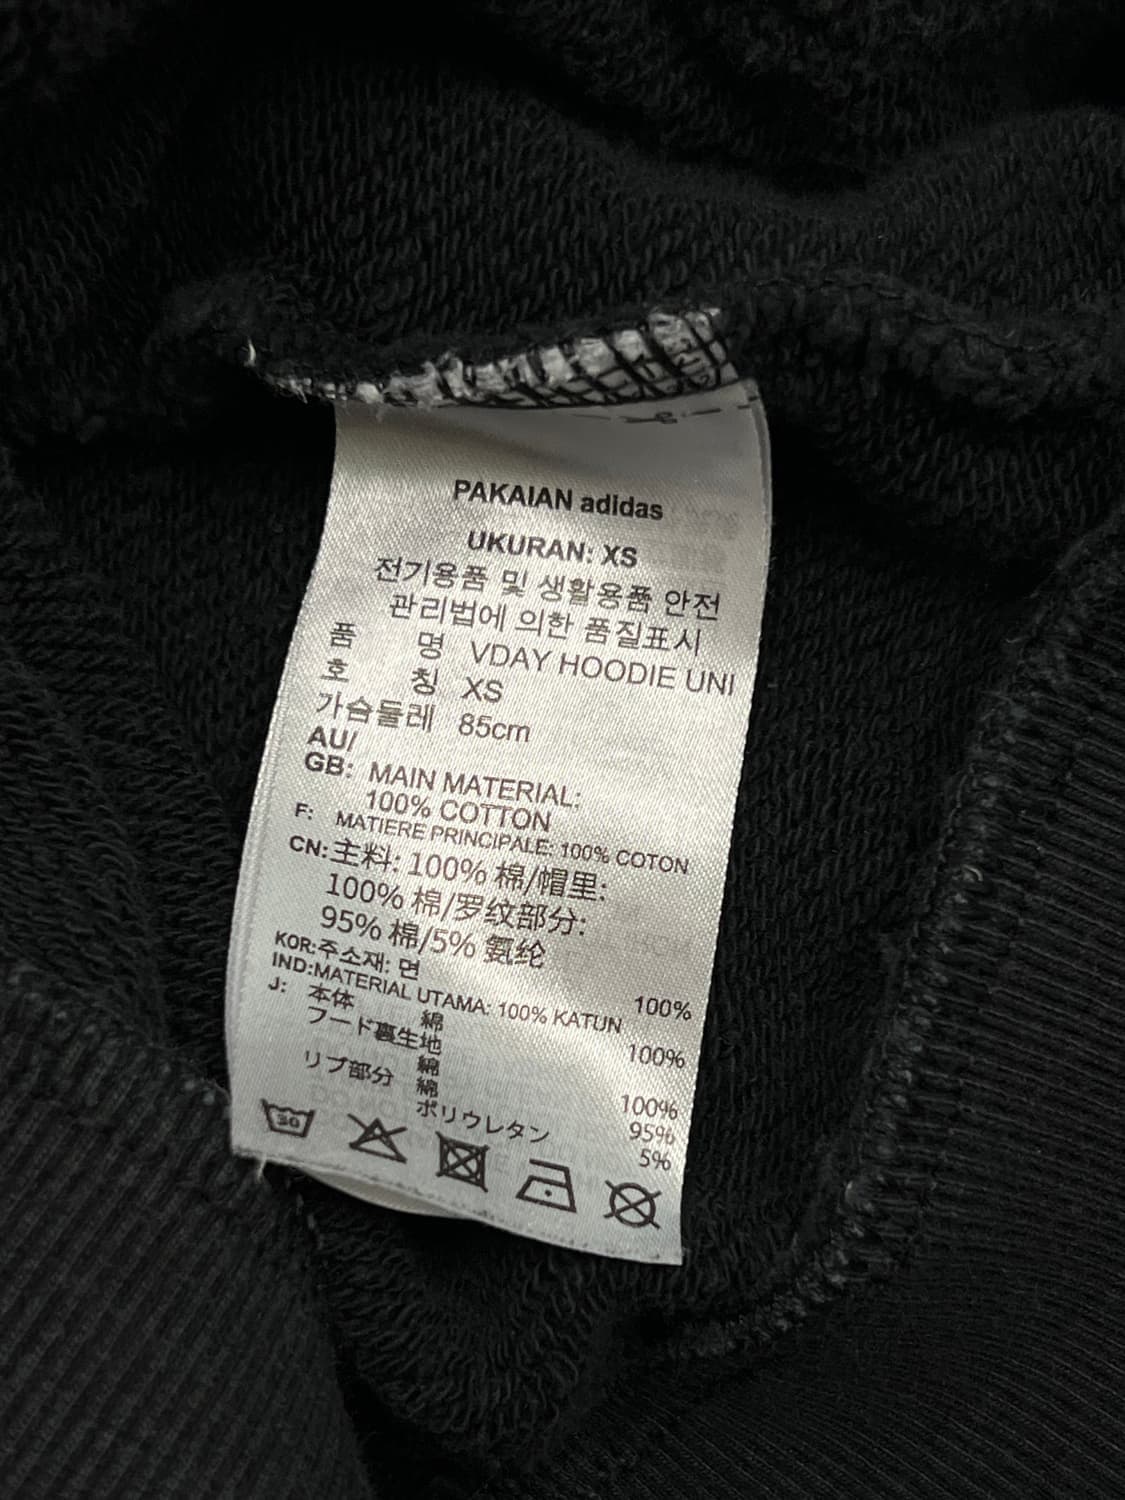 PAKAIAN adidas
UKURAN: XS
전기용품 및 생활용품 안전
관리법에 의한 품질표시
품 명 VDAY HOODIE UNI
호 칭 XS
가슴둘레 85cm
AU/
GB: MAIN MATERIAL:
100% COTTON
F: MATIERE PRINCIPALE: 100% COTON
CN:主料: 100% 棉/帽里:
100% 棉/罗纹部分:
95% 棉/5% 氨纶
KOR:주소재: 면 100%
IND:MATERIAL UTAMA: 100% KATUN
J: 本体 綿 100%
フード裏生地
綿 100%
リブ部分 綿 95%
ポリウレタン 5%
30